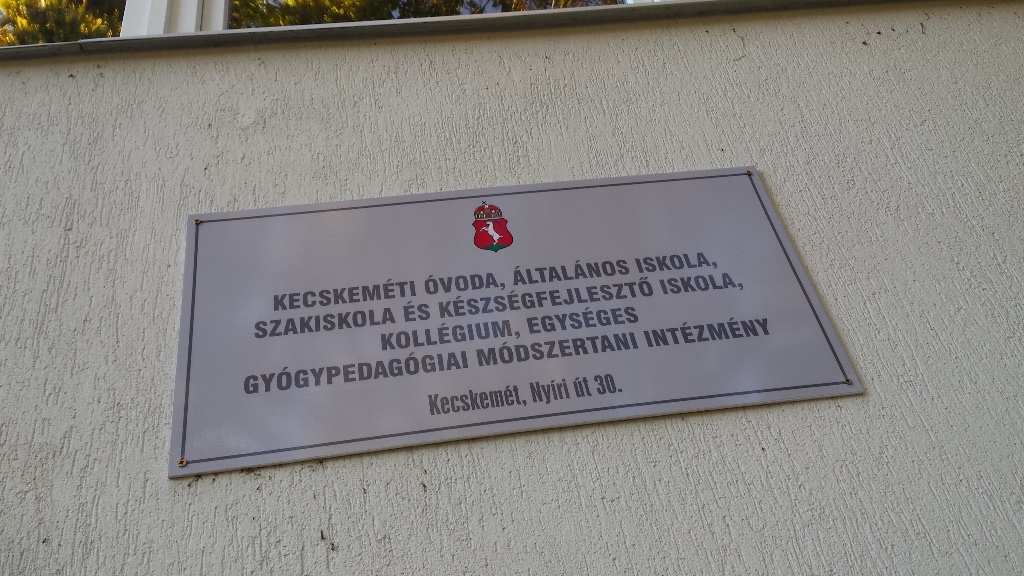 KECSKEMÉTI ÓVODA, ÁLTALÁNOS ISKOLA,
SZAKISKOLA ÉS KÉSZSÉGFEJLESZTŐ ISKOLA,
KOLLÉGIUM, EGYSÉGES
GYÓGYPEDAGÓGIAI MÓDSZERTANI INTÉZMÉNY
Kecskemét, Nyíri út 30.